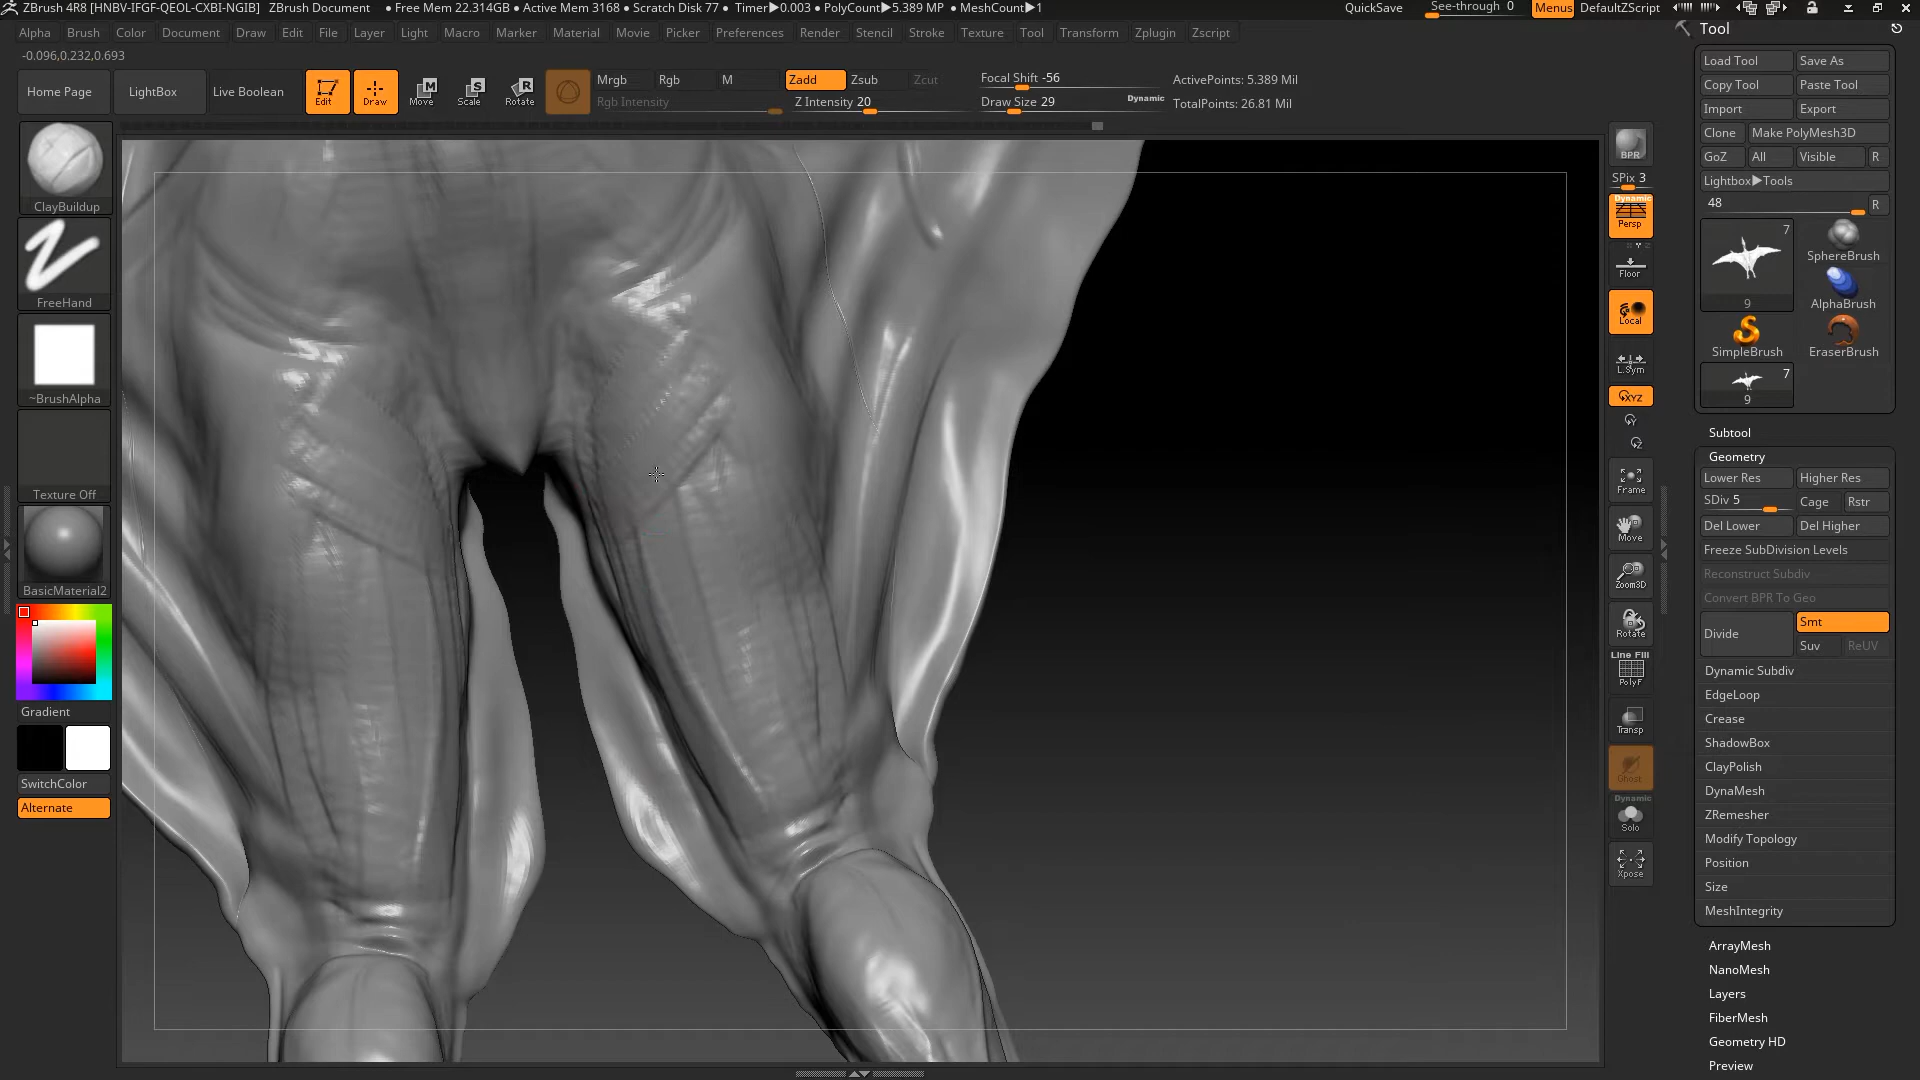 ZBrush 4R8 [HNBV-IFGF-QEOL-CXBI-NGIB] ZBrush Document ● Free Mem 22.314GB ● Active Mem 3168 ● Scratch Disk 77 ● Timer▶0.003 ● PolyCount▶5.389 MP ● MeshCount▶1 QuickSave See-through 0 Menus DefaultZScript
Alpha Brush Color Document Draw Edit File Layer Light Macro Marker Material Movie Picker Preferences Render Stencil Stroke Texture Tool Transform Zplugin Zscript
-0.096,0.232,0.693
Home Page LightBox Live Boolean Edit Draw Move Scale Rotate
Mrgb Rgb M Zadd Zsub Zcut Focal Shift -56 ActivePoints: 5.389 Mil
Rgb Intensity Z Intensity 20 Draw Size 29 Dynamic TotalPoints: 26.81 Mil
ClayBuildup
FreeHand
~BrushAlpha
Texture Off
BasicMaterial2
Gradient
SwitchColor
Alternate
BPR
SPix 3
Dynamic
Persp
Floor
Local
L.Sym
XYZ
Y
Z
Frame
Move
Zoom3D
Rotate
Line Fill
PolyF
Transp
Ghost
Dynamic
Solo
Xpose
Tool
Load Tool Save As
Copy Tool Paste Tool
Import Export
Clone Make PolyMesh3D
GoZ All Visible R
Lightbox▶Tools
48 R
7
9
SphereBrush
AlphaBrush
SimpleBrush EraserBrush
7
9
Subtool
Geometry
Lower Res Higher Res
SDiv 5 Cage Rstr
Del Lower Del Higher
Freeze SubDivision Levels
Reconstruct Subdiv
Convert BPR To Geo
Divide Smt
Suv ReUV
Dynamic Subdiv
EdgeLoop
Crease
ShadowBox
ClayPolish
DynaMesh
ZRemesher
Modify Topology
Position
Size
MeshIntegrity
ArrayMesh
NanoMesh
Layers
FiberMesh
Geometry HD
Preview